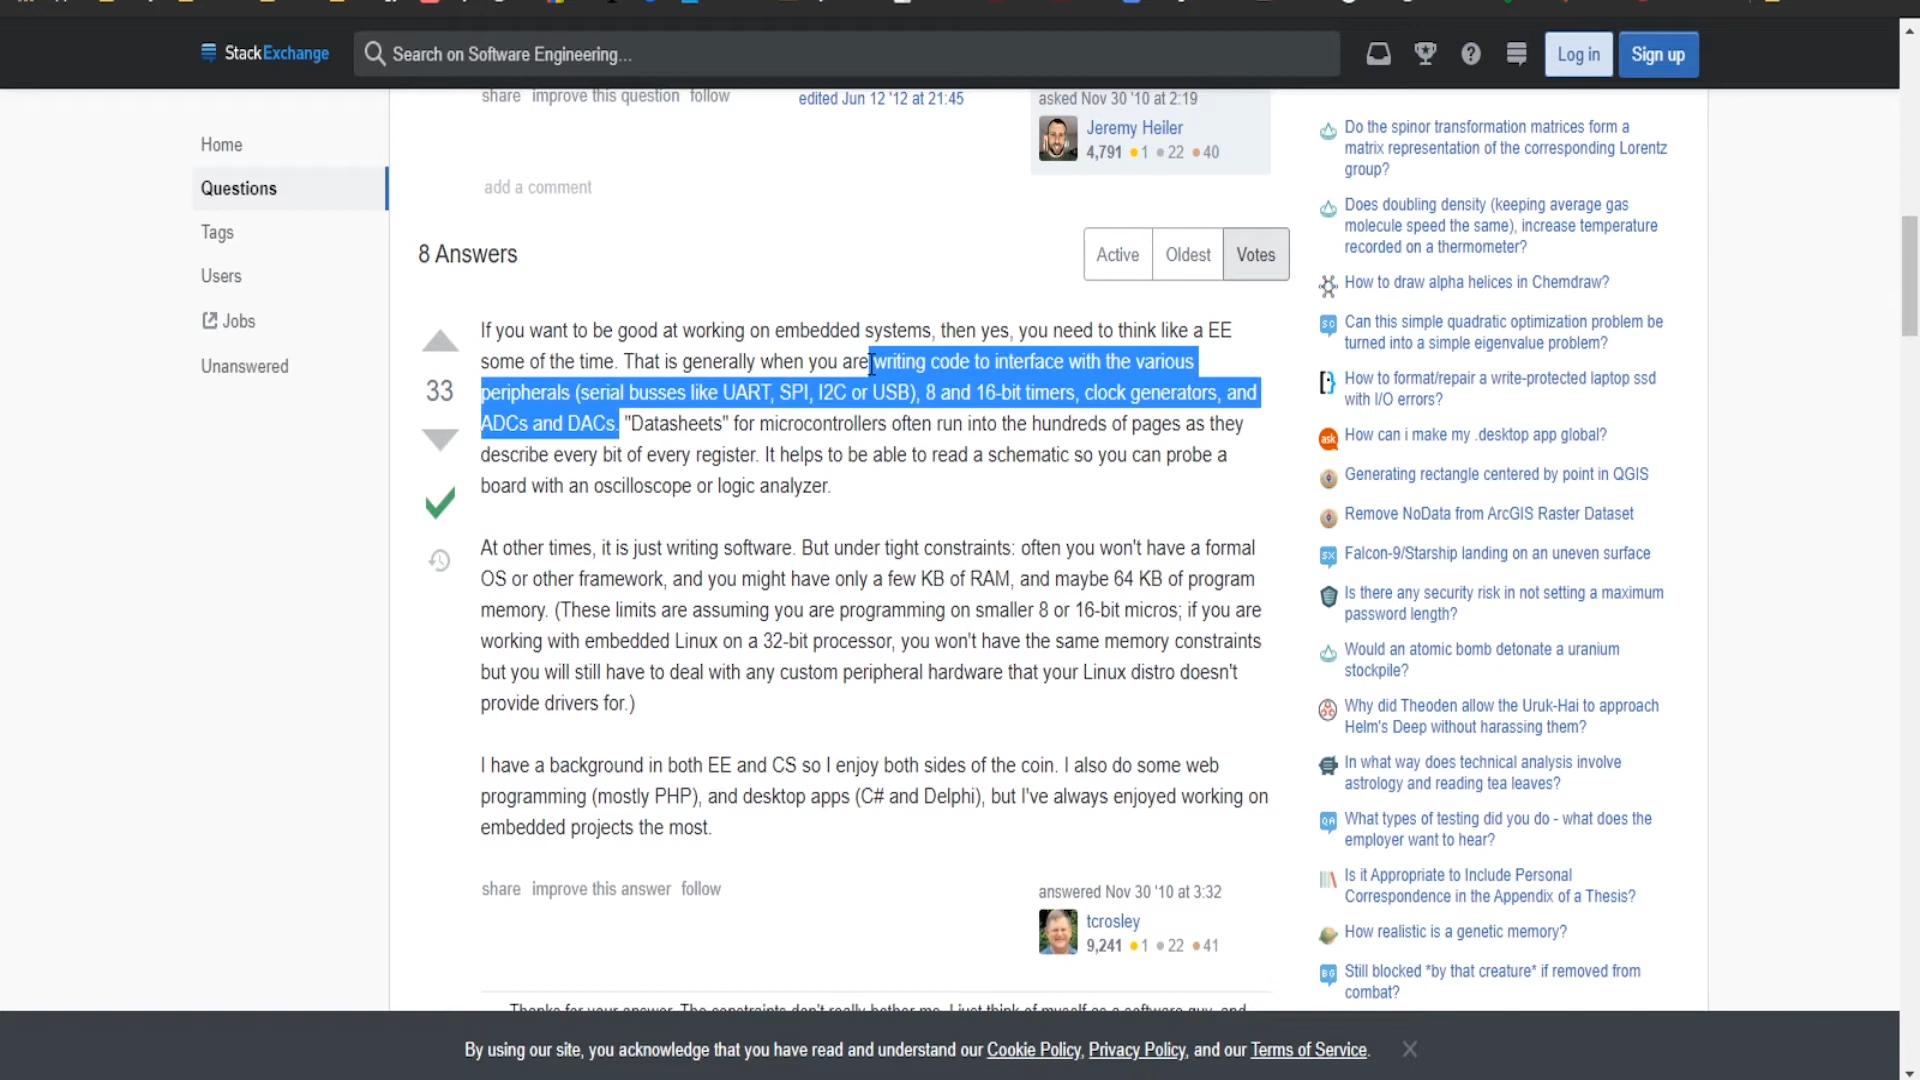 StackExchange
Search on Software Engineering...
Log in
Sign up
share improve this question follow
edited Jun 12 '12 at 21:45
asked Nov 30 '10 at 2:19
Jeremy Heiler
4,791 1 22 40
add a comment
Home
Questions
Tags
Users
Jobs
Unanswered
8 Answers
Active
Oldest
Votes
33
If you want to be good at working on embedded systems, then yes, you need to think like a EE
some of the time. That is generally when you are writing code to interface with the various
peripherals (serial busses like UART, SPI, I2C or USB), 8 and 16-bit timers, clock generators, and
ADCs and DACs. "Datasheets" for microcontrollers often run into the hundreds of pages as they
describe every bit of every register. It helps to be able to read a schematic so you can probe a
board with an oscilloscope or logic analyzer.
At other times, it is just writing software. But under tight constraints: often you won't have a formal
OS or other framework, and you might have only a few KB of RAM, and maybe 64 KB of program
memory. (These limits are assuming you are programming on smaller 8 or 16-bit micros; if you are
working with embedded Linux on a 32-bit processor, you won't have the same memory constraints
but you will still have to deal with any custom peripheral hardware that your Linux distro doesn't
provide drivers for.)
I have a background in both EE and CS so I enjoy both sides of the coin. I also do some web
programming (mostly PHP), and desktop apps (C# and Delphi), but I've always enjoyed working on
embedded projects the most.
share improve this answer follow
answered Nov 30 '10 at 3:32
tcrosley
9,241 1 22 41
Thanks for your answer. The constraints don't really bother me. I just think of myself as a software guy, and
Do the spinor transformation matrices form a
matrix representation of the corresponding Lorentz
group?
Does doubling density (keeping average gas
molecule speed the same), increase temperature
recorded on a thermometer?
How to draw alpha helices in Chemdraw?
Can this simple quadratic optimization problem be
turned into a simple eigenvalue problem?
How to format/repair a write-protected laptop ssd
with I/O errors?
How can i make my .desktop app global?
Generating rectangle centered by point in QGIS
Remove NoData from ArcGIS Raster Dataset
Falcon-9/Starship landing on an uneven surface
Is there any security risk in not setting a maximum
password length?
Would an atomic bomb detonate a uranium
stockpile?
Why did Theoden allow the Uruk-Hai to approach
Helm's Deep without harassing them?
In what way does technical analysis involve
astrology and reading tea leaves?
What types of testing did you do - what does the
employer want to hear?
Is it Appropriate to Include Personal
Correspondence in the Appendix of a Thesis?
How realistic is a genetic memory?
Still blocked *by that creature* if removed from
combat?
By using our site, you acknowledge that you have read and understand our Cookie Policy, Privacy Policy, and our Terms of Service.